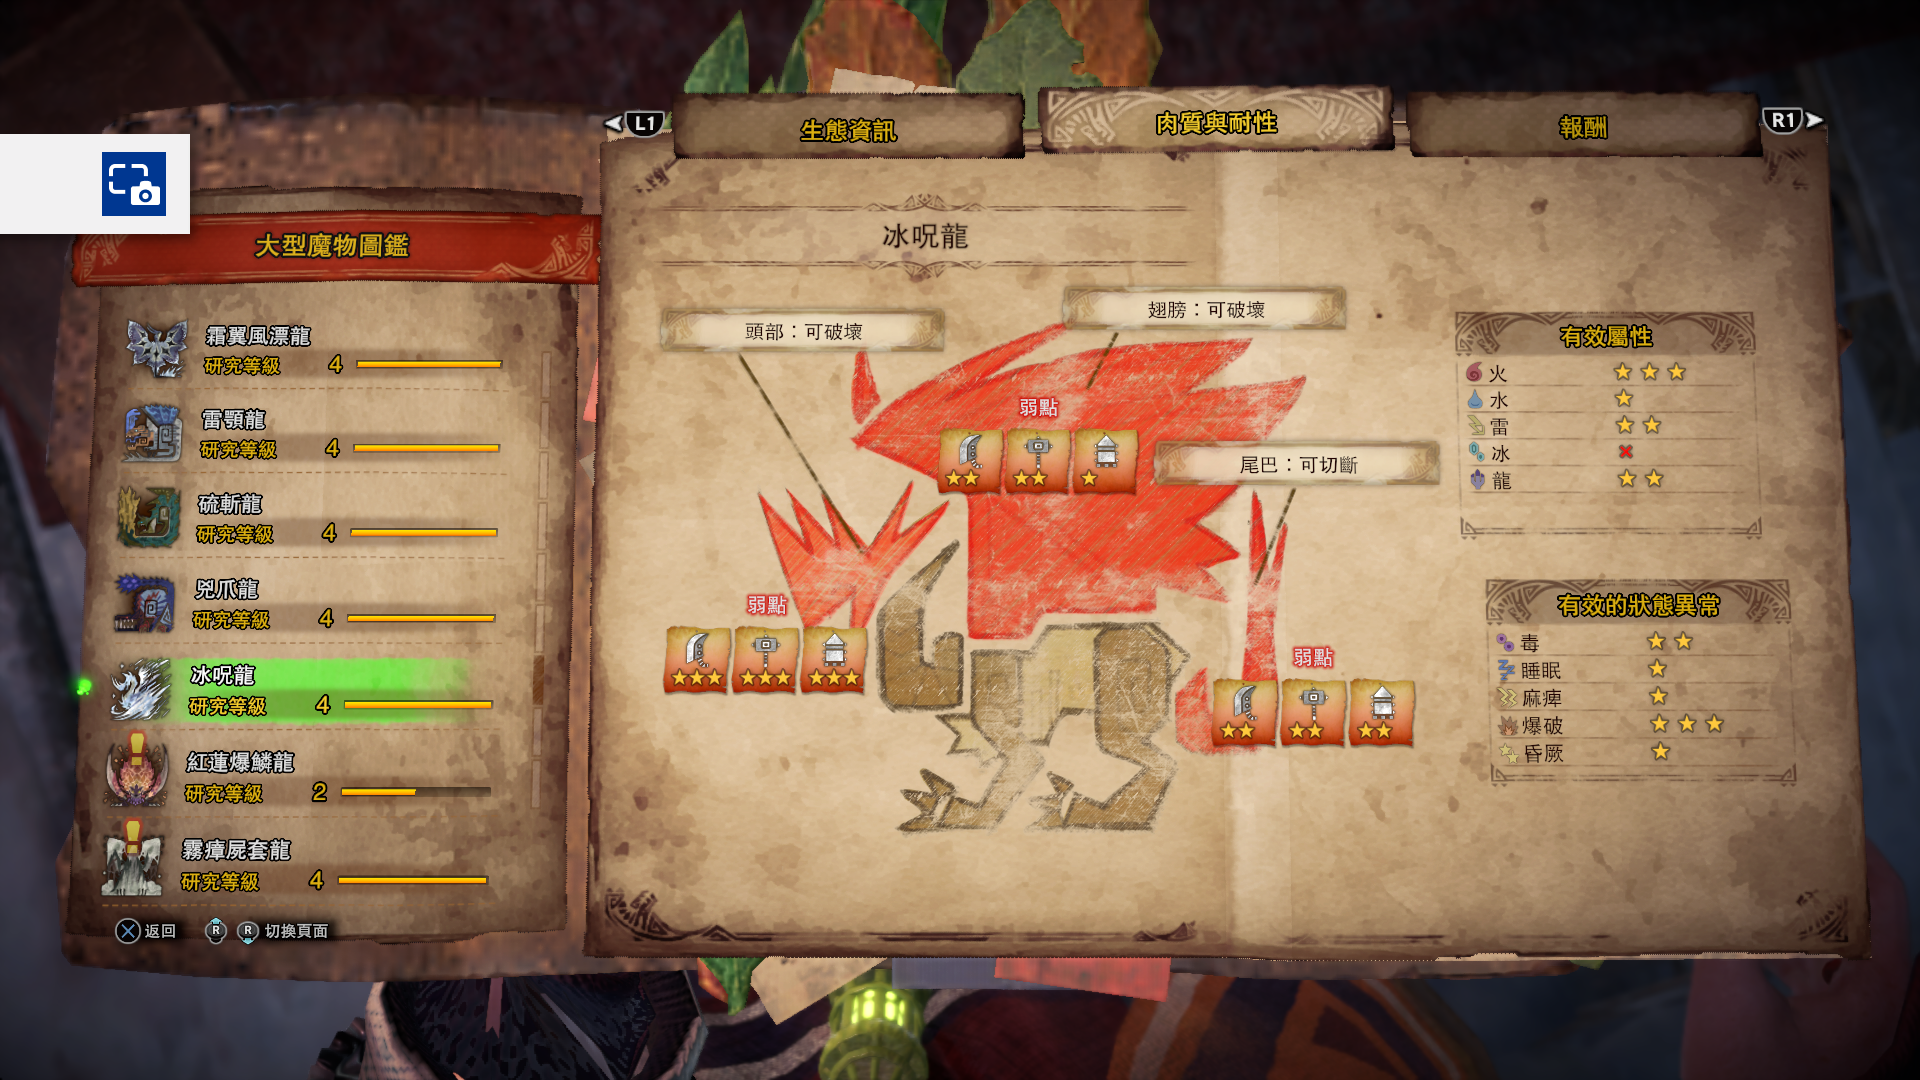 L1
生態資訊
肉質與耐性
報酬
R1
大型魔物圖鑑
霜翼風漂龍
研究等級 4
雷顎龍
研究等級 4
硫斬龍
研究等級 4
兇爪龍
研究等級 4
冰呪龍
研究等級 4
紅蓮爆鱗龍
研究等級 2
霧瘴屍套龍
研究等級 4
返回
R R 切換頁面
冰呪龍
頭部：可破壞
翅膀：可破壞
弱點
尾巴：可切斷
弱點
弱點
有效屬性
火
水
雷
冰
龍
有效的狀態異常
毒
睡眠
麻痺
爆破
昏厥